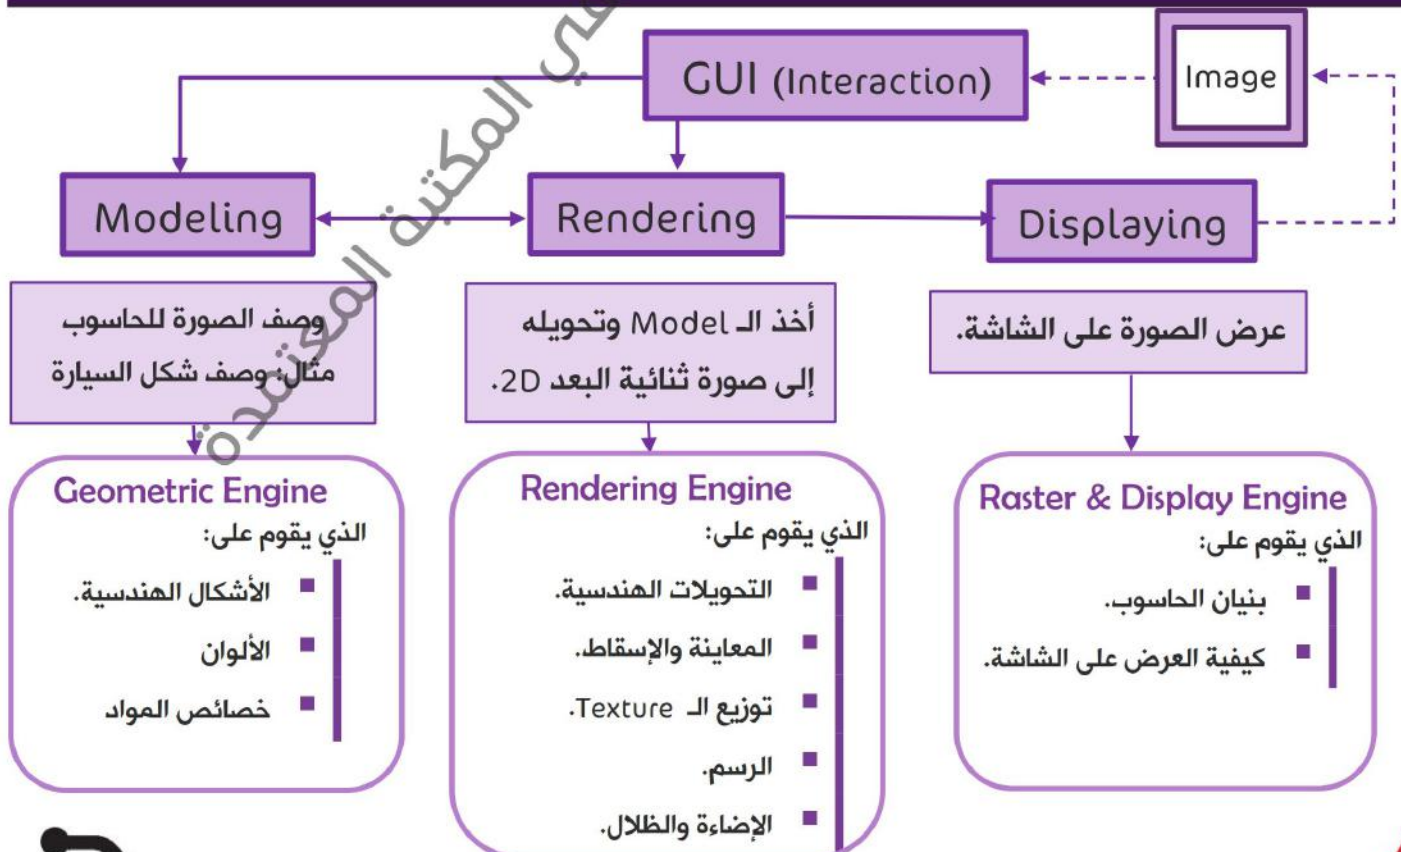 GUI (Interaction)
Image
Modeling
Rendering
Displaying
وصف الصورة للحاسوب
مثال: وصف شكل السيارة
أخذ الـ Model وتحويله
إلى صورة ثنائية البعد 2D.
عرض الصورة على الشاشة.
Geometric Engine
الذي يقوم على:
الأشكال الهندسية.
الألوان
خصائص المواد
Rendering Engine
الذي يقوم على:
التحويلات الهندسية.
المعاينة والإسقاط.
توزيع الـ Texture.
الرسم.
الإضاءة والظلال.
Raster & Display Engine
الذي يقوم على:
بنيان الحاسوب.
كيفية العرض على الشاشة.
المكتبة المعتمدة